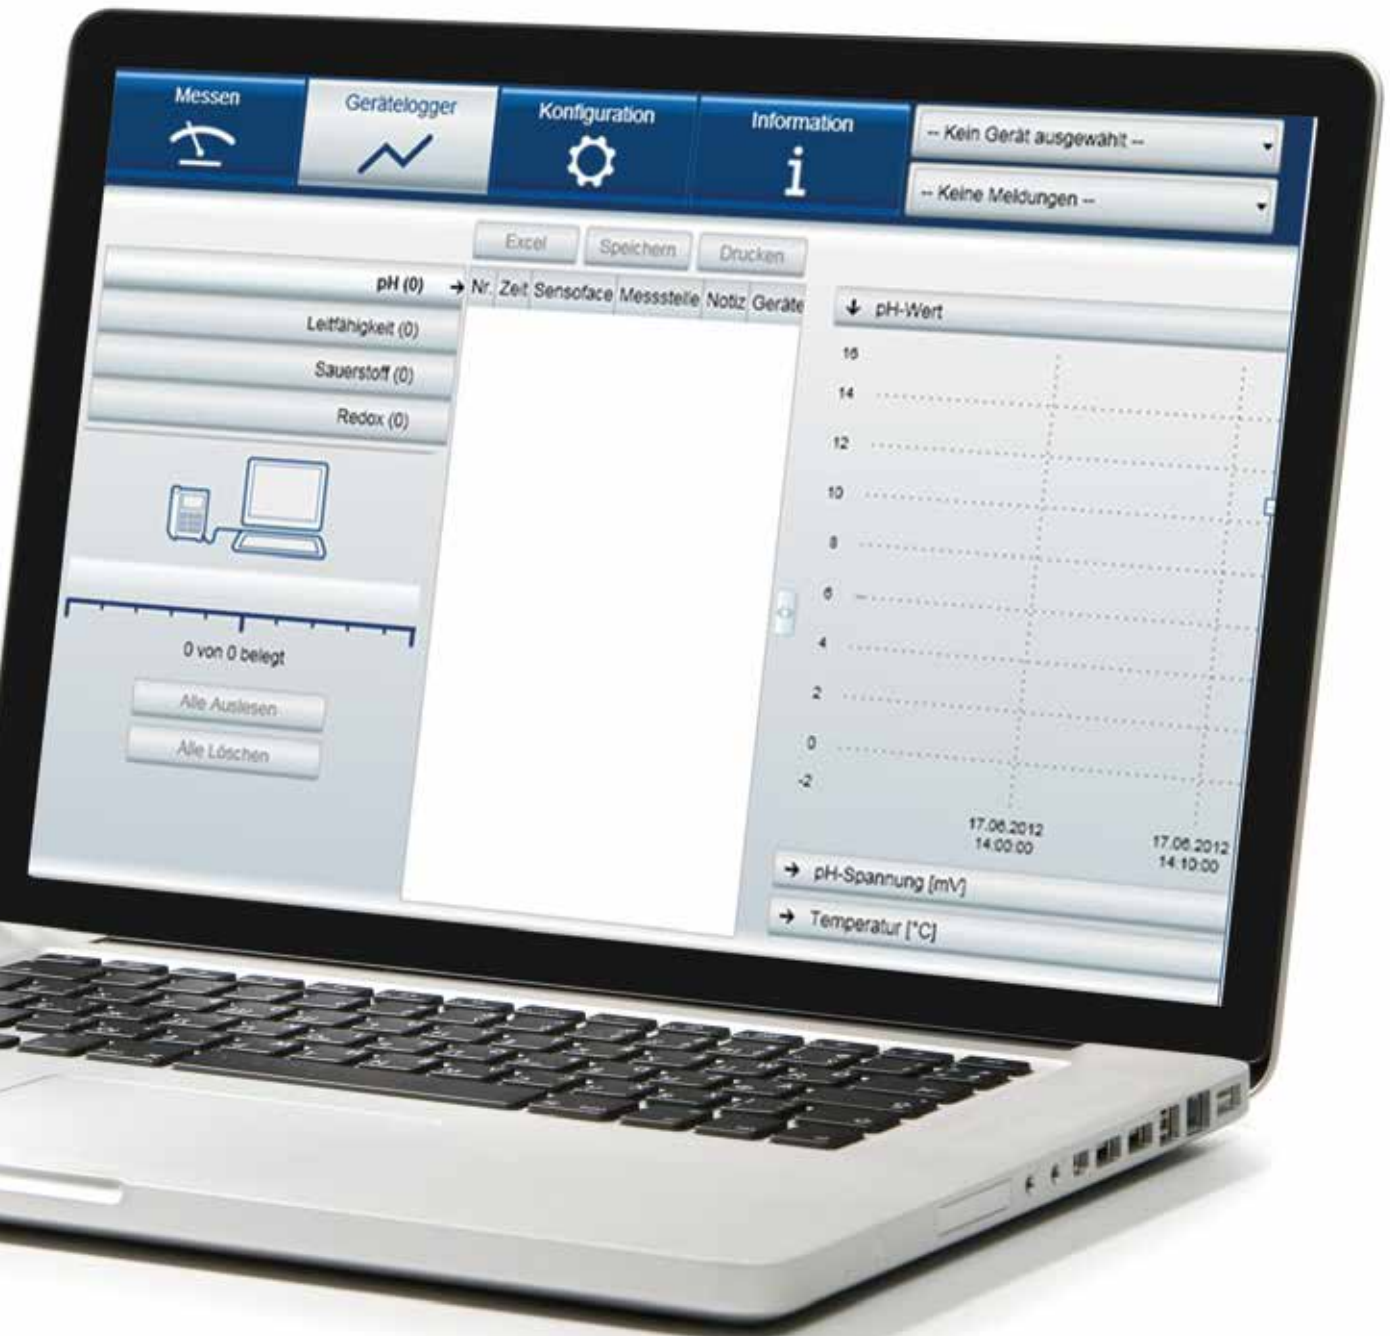 Messen
Gerätelogger
Konfiguration
Information
-- Kein Gerät ausgewählt --
-- Keine Meldungen --
Excel
Speichern
Drucken
pH (0)
Leitfähigkeit (0)
Sauerstoff (0)
Redox (0)
Nr. Zeit Sensoface Messstelle Notiz Geräte
0 von 0 belegt
Alle Auslesen
Alle Löschen
pH-Wert
16
14
12
10
8
6
4
2
0
-2
17.06.2012
14:00:00
17.06.2012
14:10:00
pH-Spannung [mV]
Temperatur [°C]